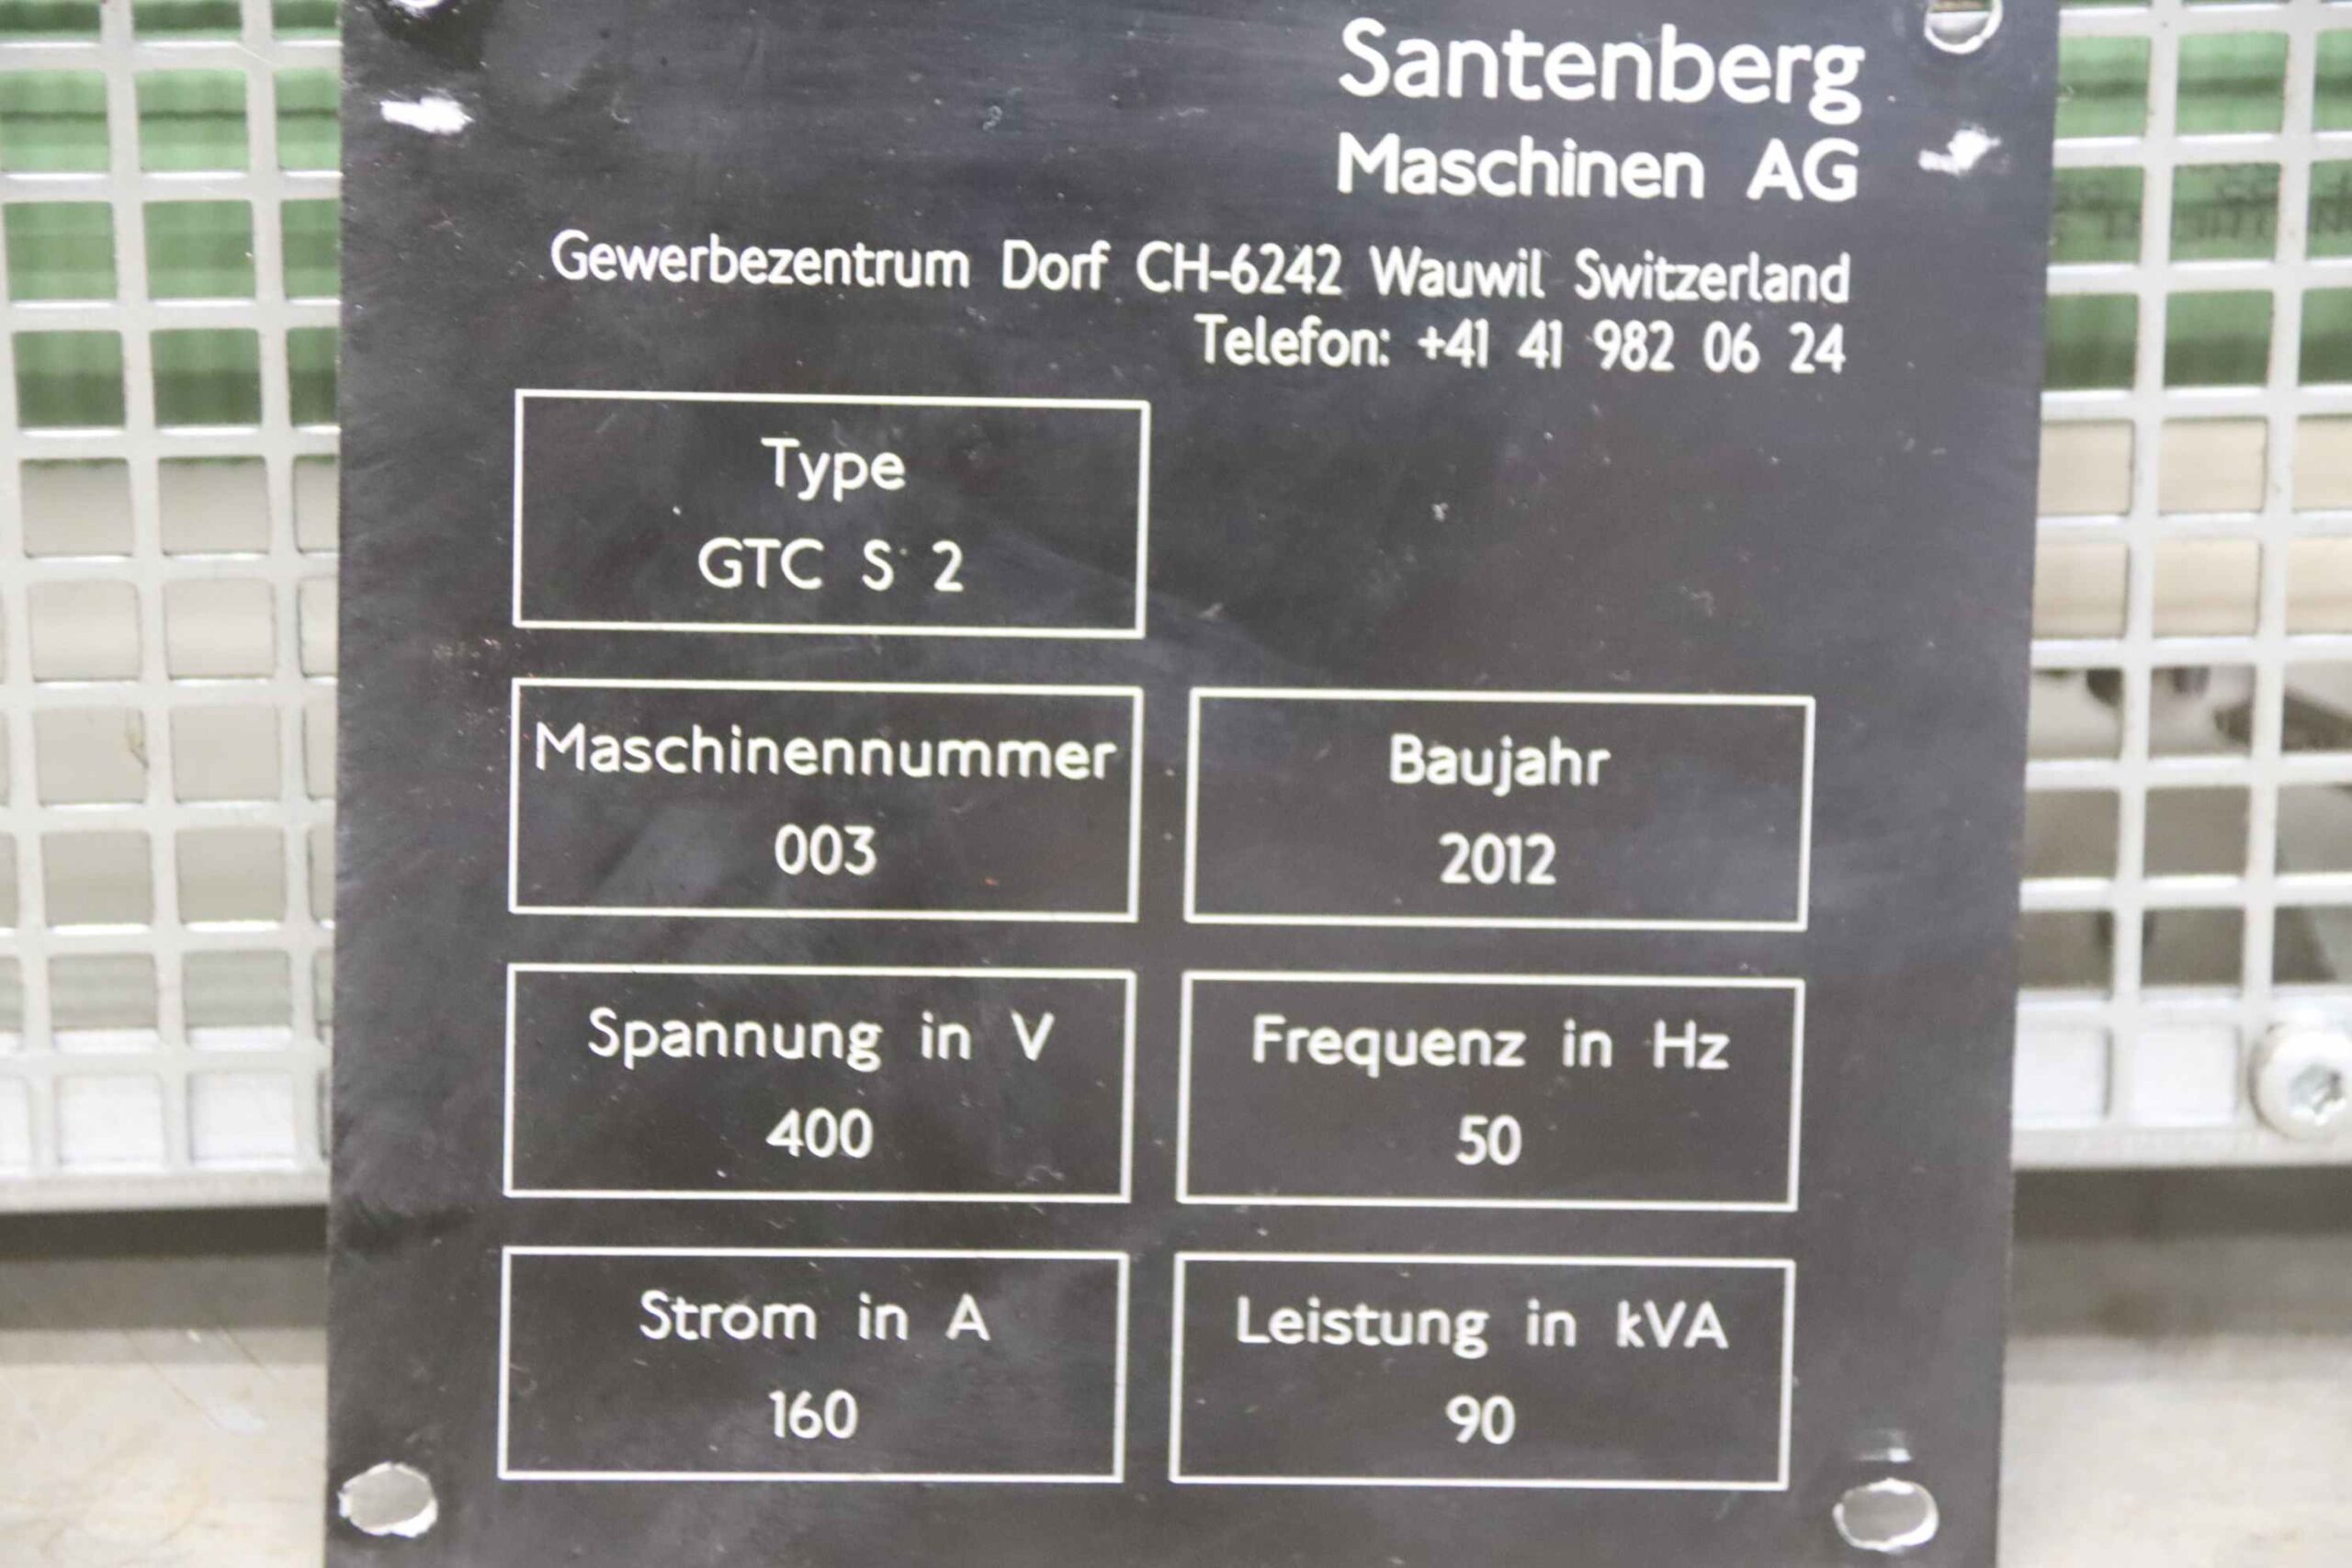 Santenberg
Maschinen AG
Gewerbezentrum Dorf CH-6242 Wauwil Switzerland
Telefon: +41 41 982 06 24
Type
GTC S 2
Maschinennummer
003
Baujahr
2012
Spannung in V
400
Frequenz in Hz
50
Strom in A
160
Leistung in kVA
90